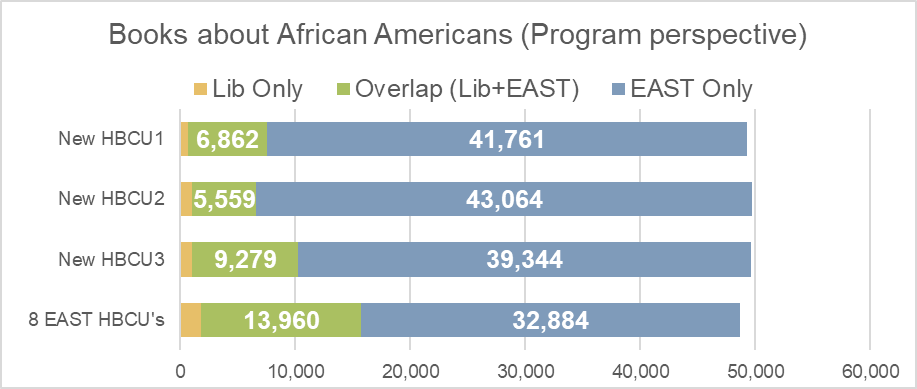 Books about African Americans (Program perspective)
Lib Only Overlap (Lib+EAST) EAST Only
New HBCU1 6,862 41,761
New HBCU2 5,559 43,064
New HBCU3 9,279 39,344
8 EAST HBCU's 13,960 32,884
0 10,000 20,000 30,000 40,000 50,000 60,000